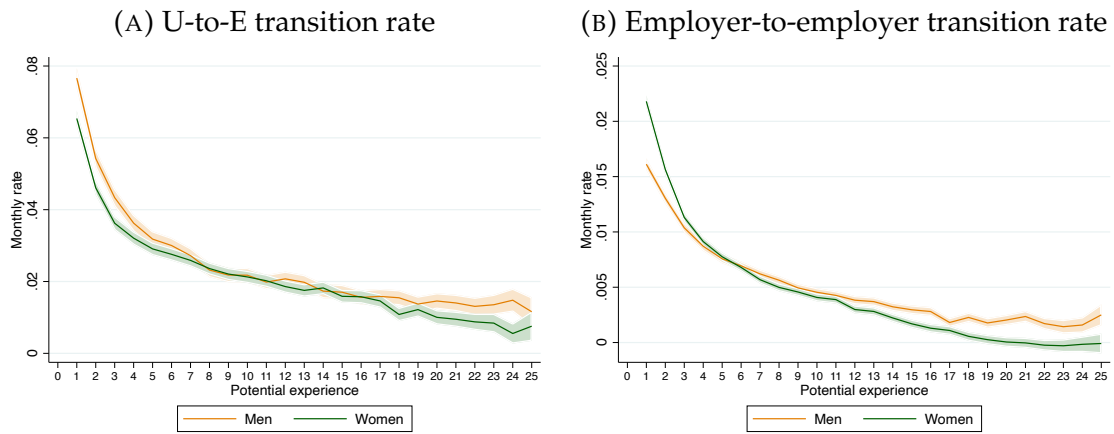 (A) U-to-E transition rate
Monthly rate
.08
.06
.04
.02
0
0 1 2 3 4 5 6 7 8 9 10 11 12 13 14 15 16 17 18 19 20 21 22 23 24 25
Potential experience
Men Women
(B) Employer-to-employer transition rate
Monthly rate
.025
.02
.015
.01
.005
0
0 1 2 3 4 5 6 7 8 9 10 11 12 13 14 15 16 17 18 19 20 21 22 23 24 25
Potential experience
Men Women